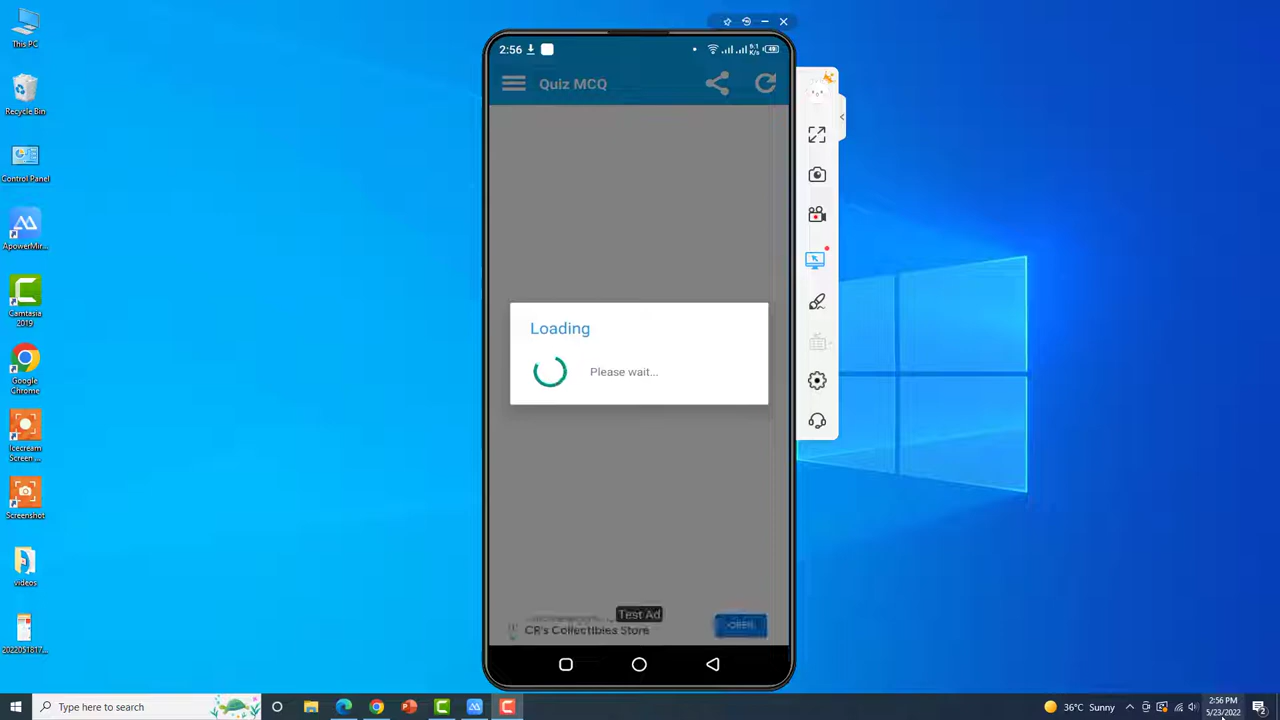 This PC
Recycle Bin
Control Panel
ApowerMir...
Camtasia
2019
Google
Chrome
Icecream
Screen ...
Screenshot
videos
2022051817...
2:56
Quiz MCQ
Loading
Please wait...
Test Ad
CR's Collectibles Store
OPEN
Type here to search
36°C Sunny
2:56 PM
5/23/2022